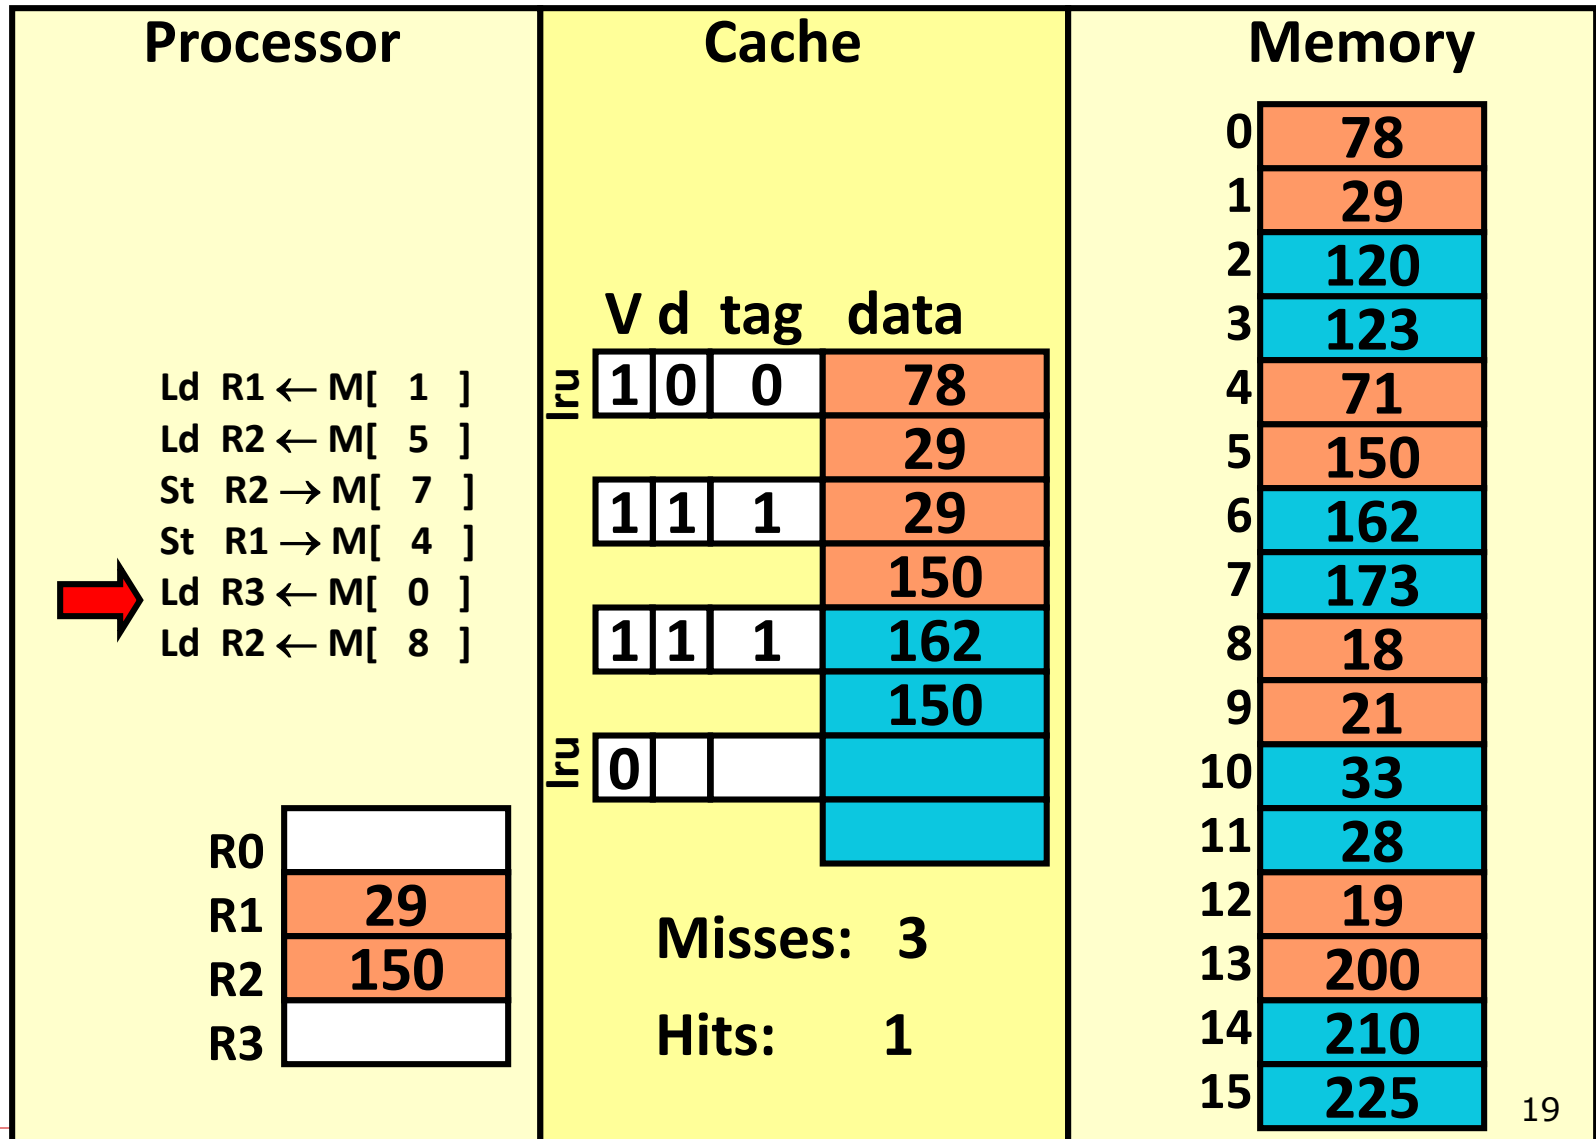 Processor
Ld R1 ← M[ 1 ]
Ld R2 ← M[ 5 ]
St R2 → M[ 7 ]
St R1 → M[ 4 ]
Ld R3 ← M[ 0 ]
Ld R2 ← M[ 8 ]
R0
R1 29
R2 150
R3
Cache
V d tag data
lru 1 0 0 78
29
1 1 1 29
150
1 1 1 162
150
lru 0
Misses: 3
Hits: 1
Memory
0 78
1 29
2 120
3 123
4 71
5 150
6 162
7 173
8 18
9 21
10 33
11 28
12 19
13 200
14 210
15 225
19